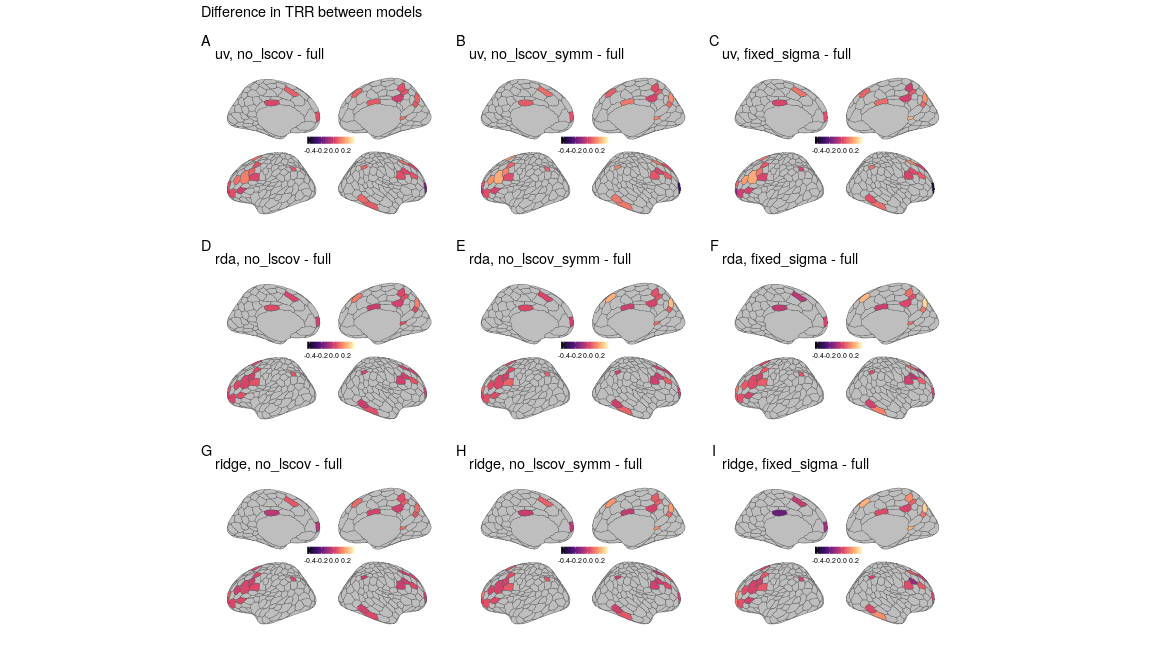 Difference in TRR between models
A
B
C
uv, no_lscov - full
uv, no_lscov_symm - full
uv, fixed_sigma - full
-0.4-0.20.0 0.2
-0.4-0.20.0 0.2
-0.4-0.20.0 0.2
D
E
F
rda, no_lscov - full
rda, no_lscov_symm - full
rda, fixed_sigma - full
-0.4-0.20.0 0.2
-0.4-0.20.0 0.2
-0.4-0.20.0 0.2
G
H
I
ridge, no_lscov - full
ridge, no_lscov_symm - full
ridge, fixed_sigma - full
-0.4-0.20.0 0.2
-0.4-0.20.0 0.2
-0.4-0.20.0 0.2